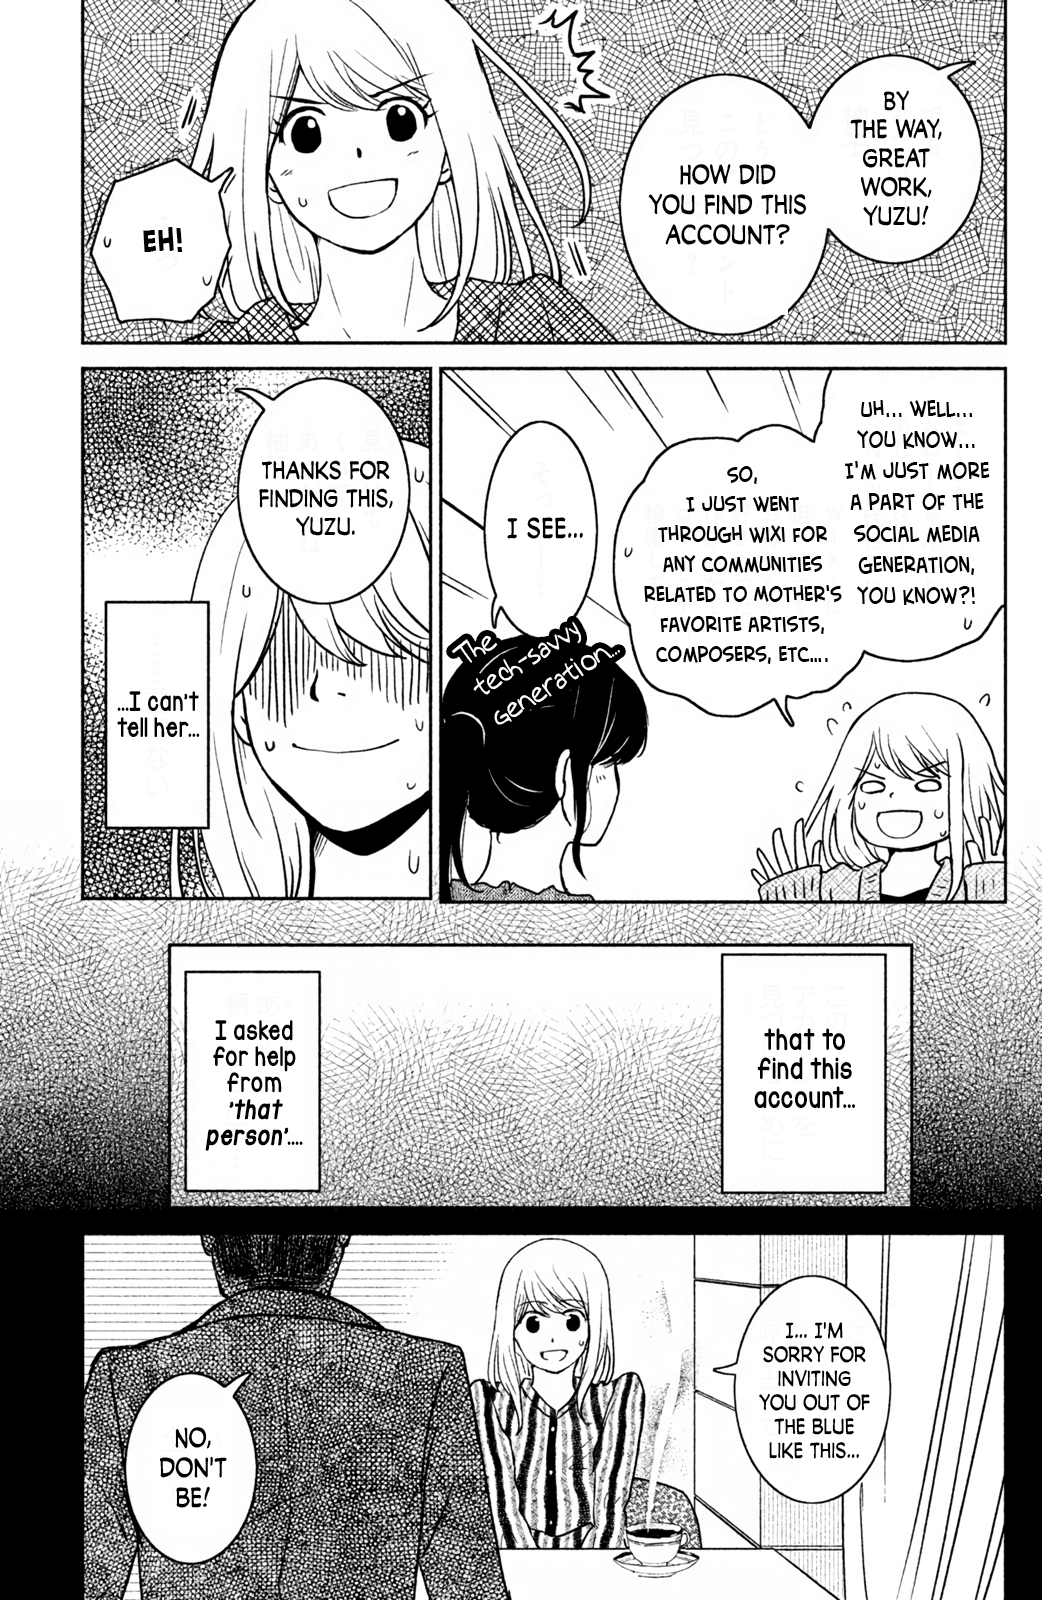 BY
THE WAY,
GREAT
WORK,
YUZU!
HOW DID
YOU FIND THIS
ACCOUNT?
EH!
UH... WELL...
YOU KNOW...
I'M JUST MORE
A PART OF THE
SOCIAL MEDIA
GENERATION,
YOU KNOW?!
SO,
I JUST WENT
THROUGH WIXI FOR
ANY COMMUNITIES
RELATED TO MOTHER'S
FAVORITE ARTISTS,
COMPOSERS, ETC....
I SEE...
The
tech-savvy
generation...
THANKS FOR
FINDING THIS,
YUZU.
...I can't
tell her...
that to
find this
account...
I asked
for help
from
'that
person'....
I... I'M
SORRY FOR
INVITING
YOU OUT OF
THE BLUE
LIKE THIS...
NO,
DON'T
BE!